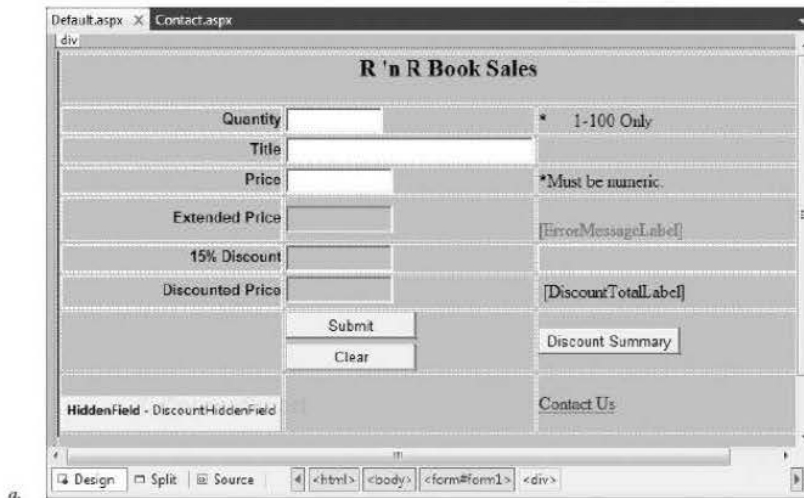 Default.aspx X Contact.aspx
div
R 'n R Book Sales
Quantity * 1-100 Only
Title
Price *Must be numeric.
Extended Price [ErrorMessageLabel]
15% Discount
Discounted Price [DiscountTotalLabel]
Submit
Clear
Discount Summary
HiddenField - DiscountHiddenField
Contact Us
Design Split Source <html> <body> <form#form1> <div>
a.